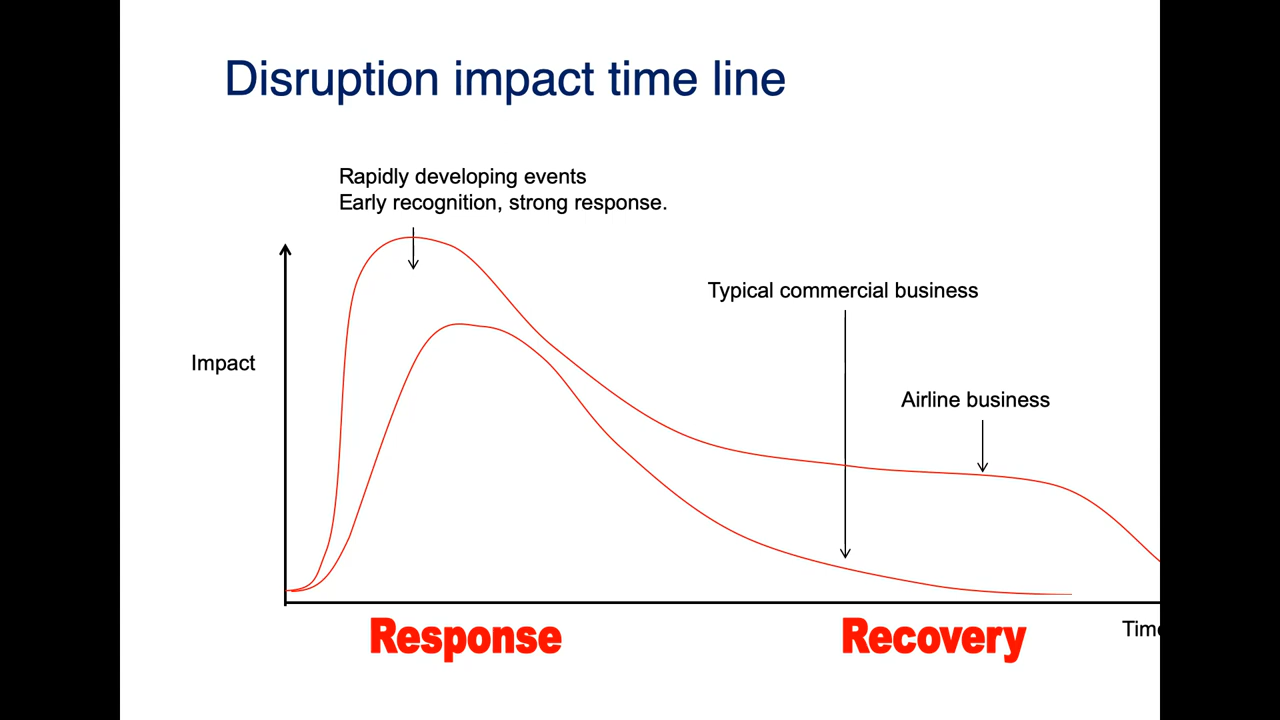 Disruption impact time line
Rapidly developing events
Early recognition, strong response.
Typical commercial business
Impact
Airline business
Response
Recovery
Time